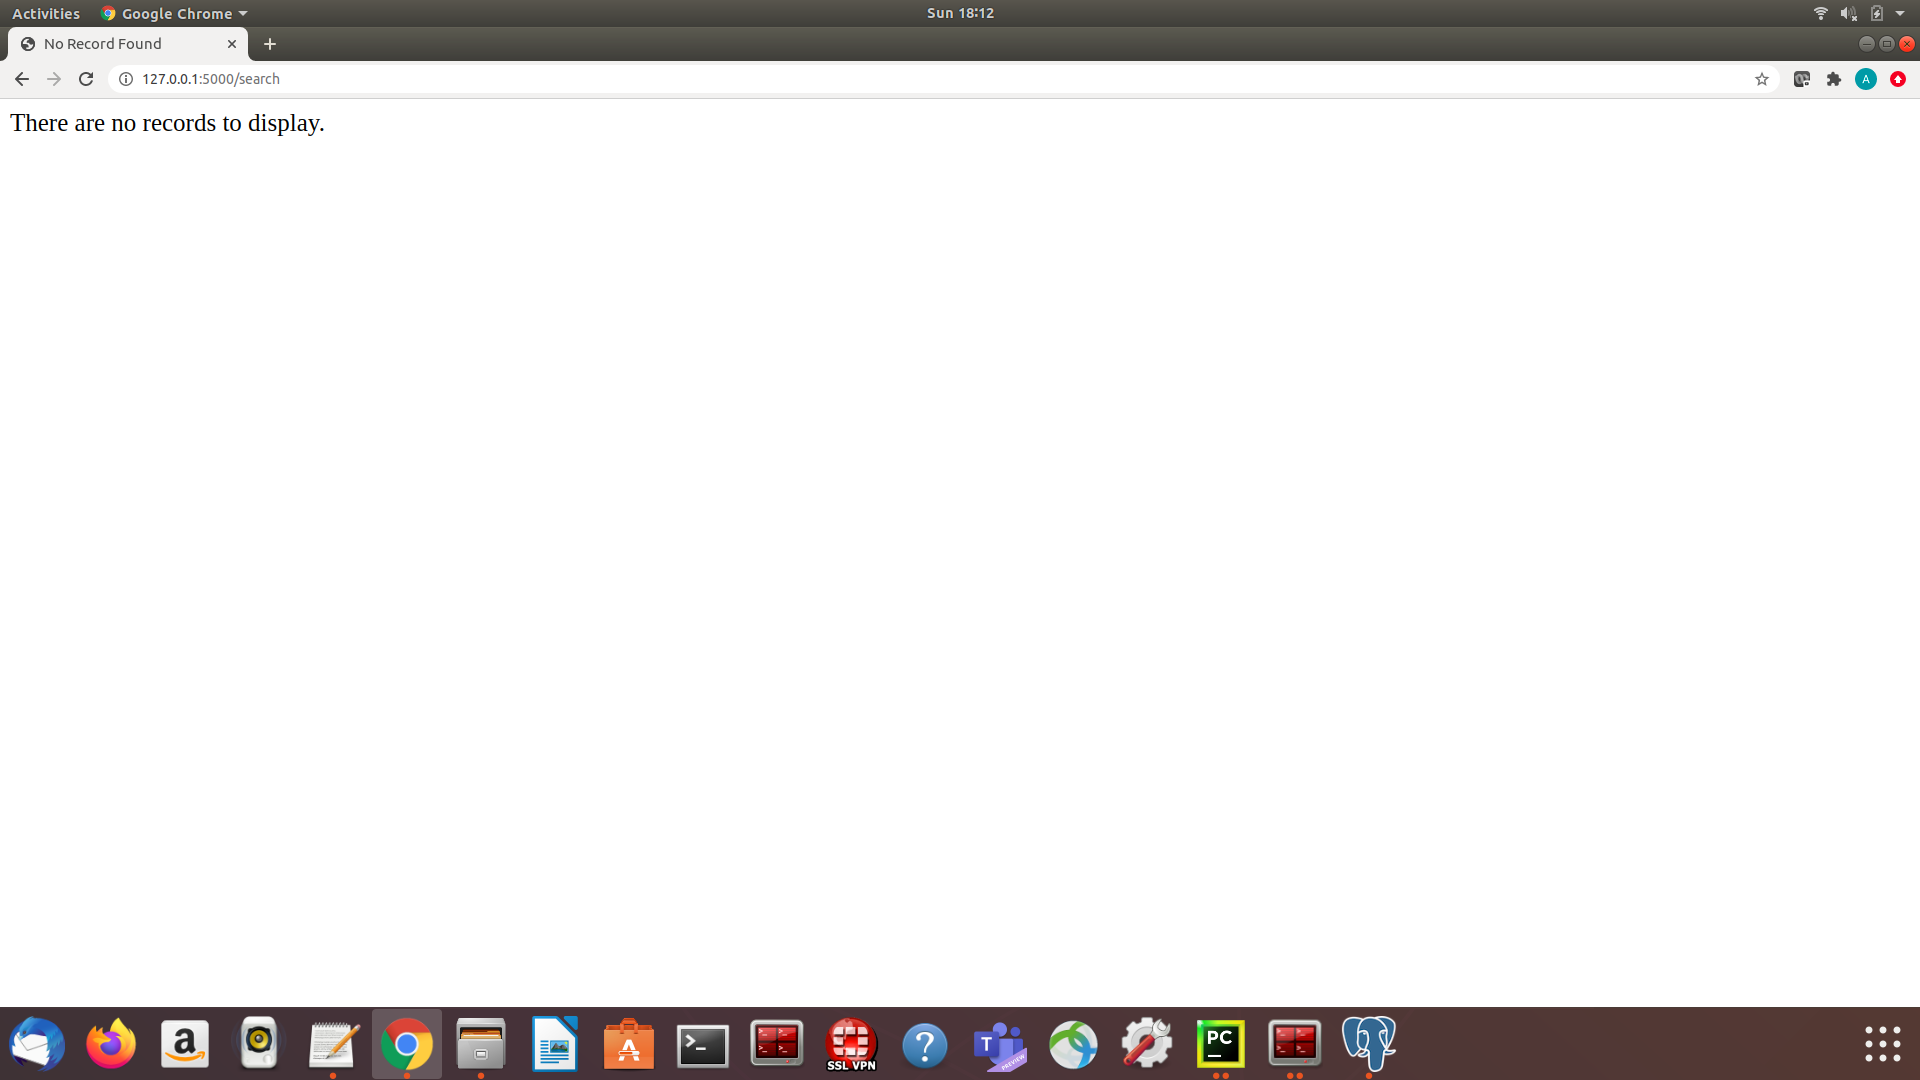 Activities
Google Chrome
Sun 18:12
No Record Found
127.0.0.1:5000/search
A
There are no records to display.
a
SSL VPN
?
T
PREVIEW
PC